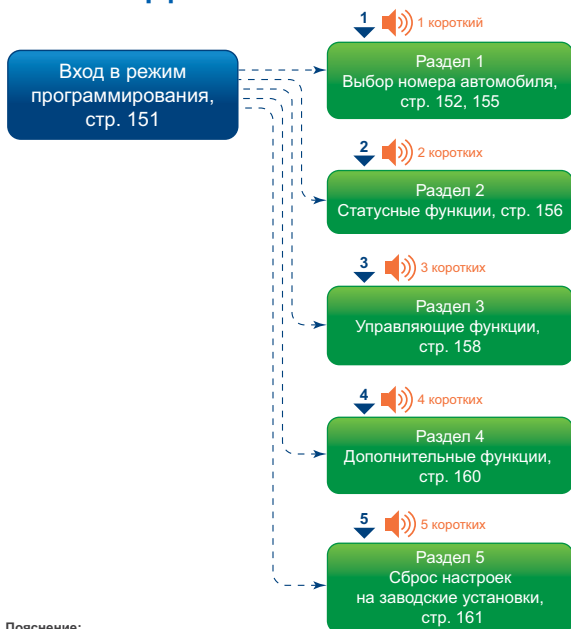 1 1 короткий
Вход в режим
программирования,
стр. 151
Раздел 1
Выбор номера автомобиля,
стр. 152, 155
2 2 коротких
Раздел 2
Статусные функции, стр. 156
3 3 коротких
Раздел 3
Управляющие функции,
стр. 158
4 4 коротких
Раздел 4
Дополнительные функции,
стр. 160
5 5 коротких
Раздел 5
Сброс настроек
на заводские установки,
стр. 161
Пояснение: